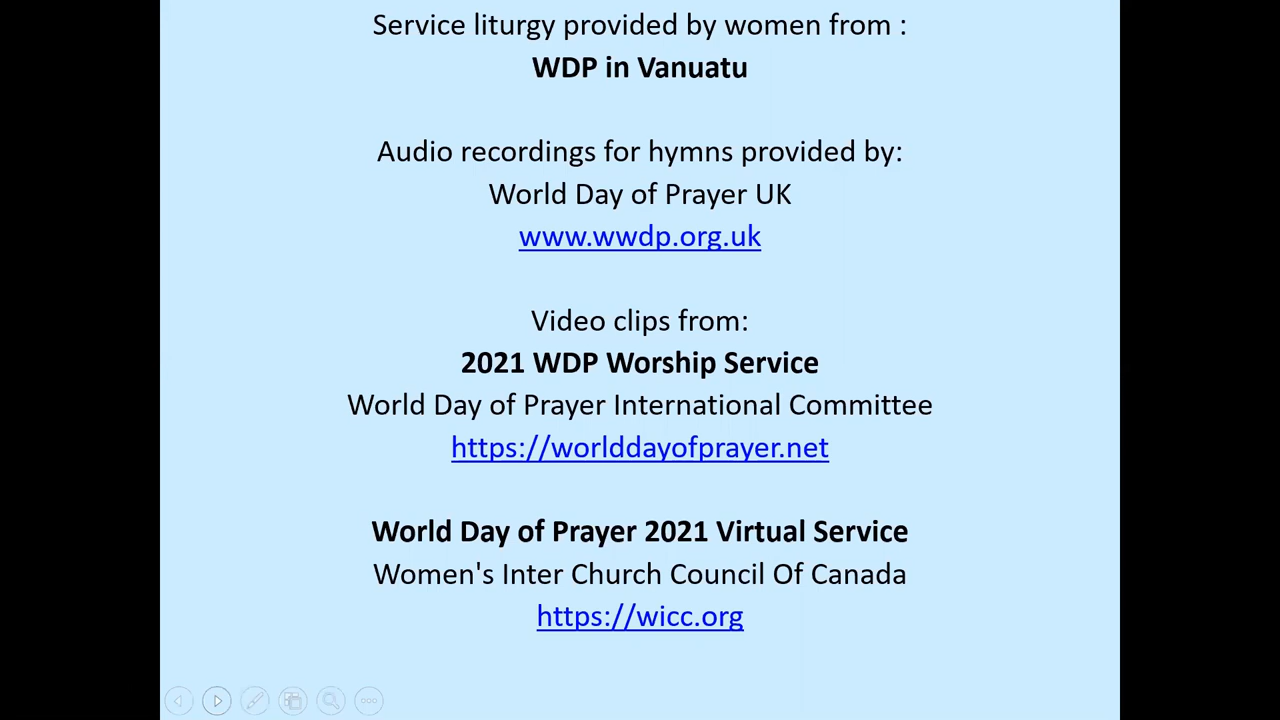 Service liturgy provided by women from :
WDP in Vanuatu
Audio recordings for hymns provided by:
World Day of Prayer UK
www.wwdp.org.uk
Video clips from:
2021 WDP Worship Service
World Day of Prayer International Committee
https://worlddayofprayer.net
World Day of Prayer 2021 Virtual Service
Women's Inter Church Council Of Canada
https://wicc.org